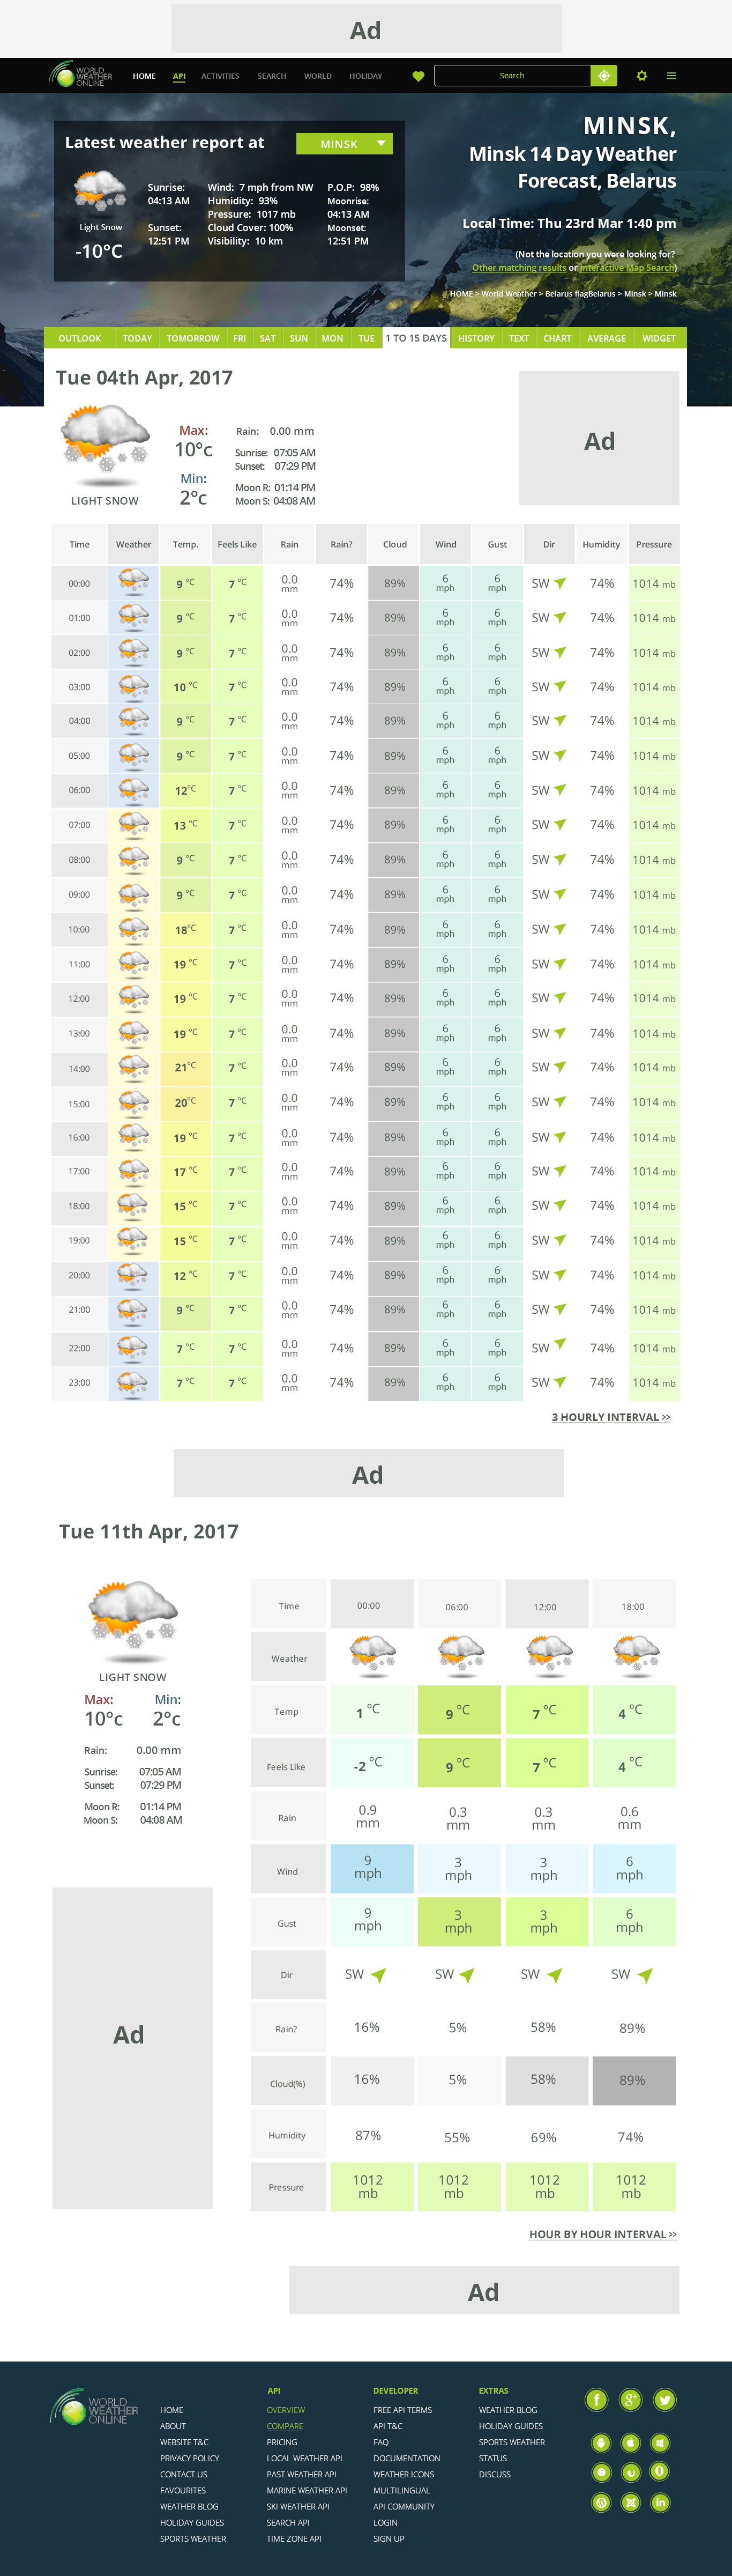 Ad
WORLD WEATHER ONLINE HOME API ACTIVITIES SEARCH WORLD HOLIDAY Search
Latest weather report at MINSK
Light Snow
-10°C
Sunrise:
04:13 AM
Sunset:
12:51 PM
Wind: 7 mph from NW
Humidity: 93%
Pressure: 1017 mb
Cloud Cover: 100%
Visibility: 10 km
P.O.P: 98%
Moonrise:
04:13 AM
Moonset:
12:51 PM
MINSK,
Minsk 14 Day Weather
Forecast, Belarus
Local Time: Thu 23rd Mar 1:40 pm
(Not the location you were looking for?
Other matching results or Interactive Map Search)
HOME > World Weather > Belarus flagBelarus > Minsk > Minsk
OUTLOOK TODAY TOMORROW FRI SAT SUN MON TUE 1 TO 15 DAYS HISTORY TEXT CHART AVERAGE WIDGET
Tue 04th Apr, 2017
LIGHT SNOW
Max:
10°c
Min:
2°c
Rain: 0.00 mm
Sunrise: 07:05 AM
Sunset: 07:29 PM
Moon R: 01:14 PM
Moon S: 04:08 AM
Ad
Time Weather Temp. Feels Like Rain Rain? Cloud Wind Gust Dir Humidity Pressure
00:00 9 °C 7 °C 0.0 mm 74% 89% 6 mph 6 mph SW 74% 1014 mb
01:00 9 °C 7 °C 0.0 mm 74% 89% 6 mph 6 mph SW 74% 1014 mb
02:00 9 °C 7 °C 0.0 mm 74% 89% 6 mph 6 mph SW 74% 1014 mb
03:00 10 °C 7 °C 0.0 mm 74% 89% 6 mph 6 mph SW 74% 1014 mb
04:00 9 °C 7 °C 0.0 mm 74% 89% 6 mph 6 mph SW 74% 1014 mb
05:00 9 °C 7 °C 0.0 mm 74% 89% 6 mph 6 mph SW 74% 1014 mb
06:00 12°C 7 °C 0.0 mm 74% 89% 6 mph 6 mph SW 74% 1014 mb
07:00 13 °C 7 °C 0.0 mm 74% 89% 6 mph 6 mph SW 74% 1014 mb
08:00 9 °C 7 °C 0.0 mm 74% 89% 6 mph 6 mph SW 74% 1014 mb
09:00 9 °C 7 °C 0.0 mm 74% 89% 6 mph 6 mph SW 74% 1014 mb
10:00 18°C 7 °C 0.0 mm 74% 89% 6 mph 6 mph SW 74% 1014 mb
11:00 19 °C 7 °C 0.0 mm 74% 89% 6 mph 6 mph SW 74% 1014 mb
12:00 19 °C 7 °C 0.0 mm 74% 89% 6 mph 6 mph SW 74% 1014 mb
13:00 19 °C 7 °C 0.0 mm 74% 89% 6 mph 6 mph SW 74% 1014 mb
14:00 21°C 7 °C 0.0 mm 74% 89% 6 mph 6 mph SW 74% 1014 mb
15:00 20°C 7 °C 0.0 mm 74% 89% 6 mph 6 mph SW 74% 1014 mb
16:00 19 °C 7 °C 0.0 mm 74% 89% 6 mph 6 mph SW 74% 1014 mb
17:00 17 °C 7 °C 0.0 mm 74% 89% 6 mph 6 mph SW 74% 1014 mb
18:00 15 °C 7 °C 0.0 mm 74% 89% 6 mph 6 mph SW 74% 1014 mb
19:00 15 °C 7 °C 0.0 mm 74% 89% 6 mph 6 mph SW 74% 1014 mb
20:00 12 °C 7 °C 0.0 mm 74% 89% 6 mph 6 mph SW 74% 1014 mb
21:00 9 °C 7 °C 0.0 mm 74% 89% 6 mph 6 mph SW 74% 1014 mb
22:00 7 °C 7 °C 0.0 mm 74% 89% 6 mph 6 mph SW 74% 1014 mb
23:00 7 °C 7 °C 0.0 mm 74% 89% 6 mph 6 mph SW 74% 1014 mb
3 HOURLY INTERVAL >>
Ad
Tue 11th Apr, 2017
LIGHT SNOW
Max: Min:
10°c 2°c
Rain: 0.00 mm
Sunrise: 07:05 AM
Sunset: 07:29 PM
Moon R: 01:14 PM
Moon S: 04:08 AM
Ad
Time 00:00 06:00 12:00 18:00
Weather
Temp 1 °C 9 °C 7 °C 4 °C
Feels Like -2 °C 9 °C 7 °C 4 °C
Rain 0.9 mm 0.3 mm 0.3 mm 0.6 mm
Wind 9 mph 3 mph 3 mph 6 mph
Gust 9 mph 3 mph 3 mph 6 mph
Dir SW SW SW SW
Rain? 16% 5% 58% 89%
Cloud(%) 16% 5% 58% 89%
Humidity 87% 55% 69% 74%
Pressure 1012 mb 1012 mb 1012 mb 1012 mb
HOUR BY HOUR INTERVAL >>
Ad
WORLD WEATHER ONLINE
HOME
ABOUT
WEBSITE T&C
PRIVACY POLICY
CONTACT US
FAVOURITES
WEATHER BLOG
HOLIDAY GUIDES
SPORTS WEATHER
API
OVERVIEW
COMPARE
PRICING
LOCAL WEATHER API
PAST WEATHER API
MARINE WEATHER API
SKI WEATHER API
SEARCH API
TIME ZONE API
DEVELOPER
FREE API TERMS
API T&C
FAQ
DOCUMENTATION
WEATHER ICONS
MULTILINGUAL
API COMMUNITY
LOGIN
SIGN UP
EXTRAS
WEATHER BLOG
HOLIDAY GUIDES
SPORTS WEATHER
STATUS
DISCUSS